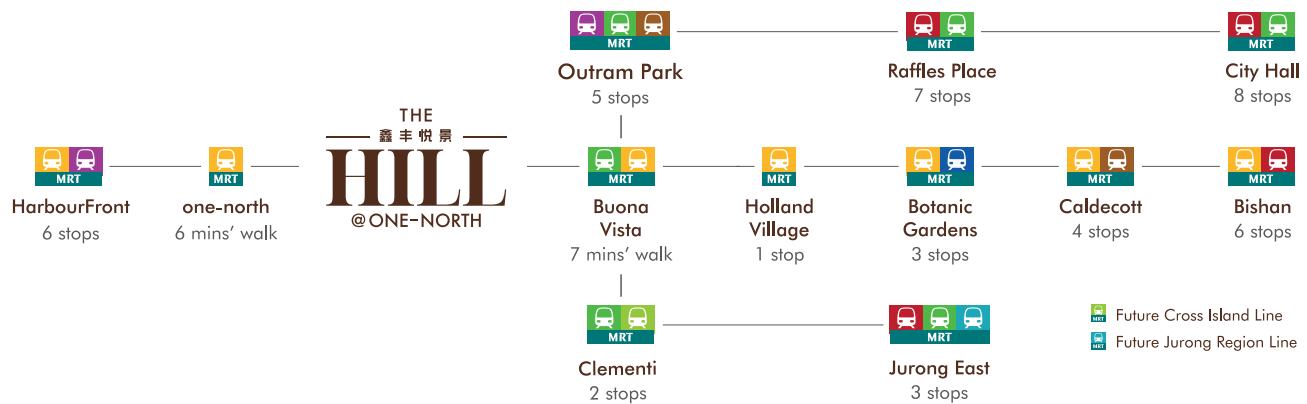 MRT
Outram Park
5 stops
MRT
Raffles Place
7 stops
MRT
City Hall
8 stops
MRT
HarbourFront
6 stops
MRT
one-north
6 mins' walk
THE
鑫丰悦景
HILL
@ONE-NORTH
MRT
Buona
Vista
7 mins' walk
MRT
Holland
Village
1 stop
MRT
Botanic
Gardens
3 stops
MRT
Caldecott
4 stops
MRT
Bishan
6 stops
MRT
Clementi
2 stops
MRT
Jurong East
3 stops
MRT
Future Cross Island Line
MRT
Future Jurong Region Line